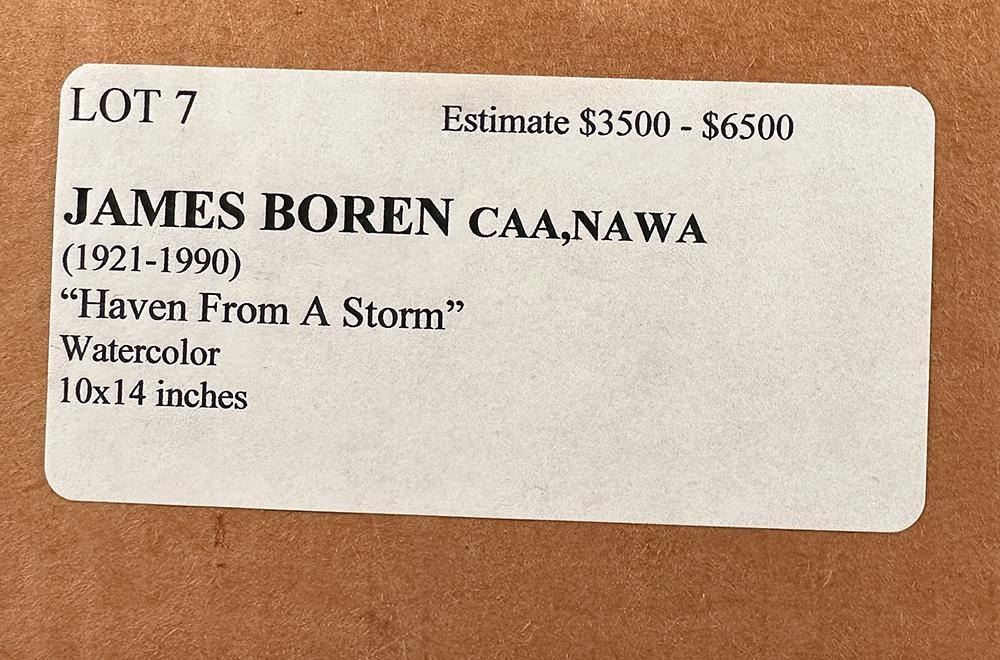 LOT 7 Estimate $3500 - $6500
JAMES BOREN CAA,NAWA
(1921-1990)
“Haven From A Storm”
Watercolor
10x14 inches